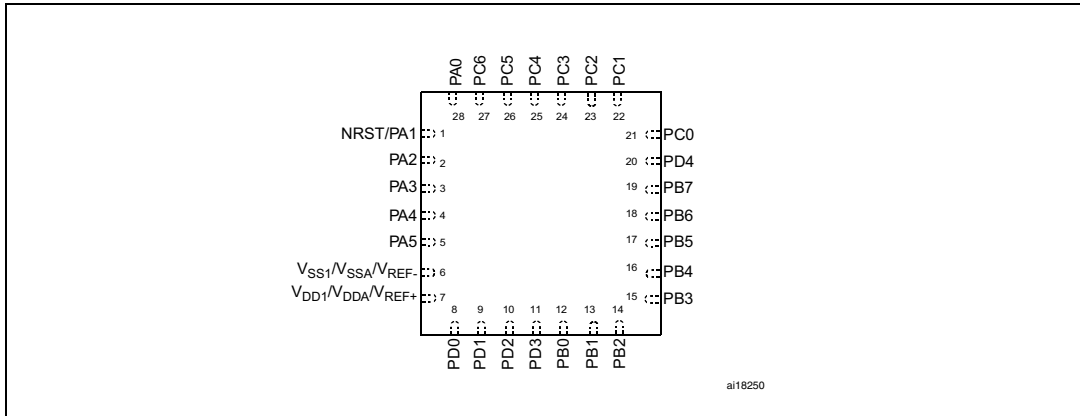 PA0 PC6 PC5 PC4 PC3 PC2 PC1
28 27 26 25 24 23 22
NRST/PA1 1 21 PC0
PA2 2 20 PD4
PA3 3 19 PB7
PA4 4 18 PB6
PA5 5 17 PB5
VSS1/VSSA/VREF- 6 16 PB4
VDD1/VDDA/VREF+ 7 15 PB3
8 9 10 11 12 13 14
PD0 PD1 PD2 PD3 PB0 PB1 PB2
ai18250